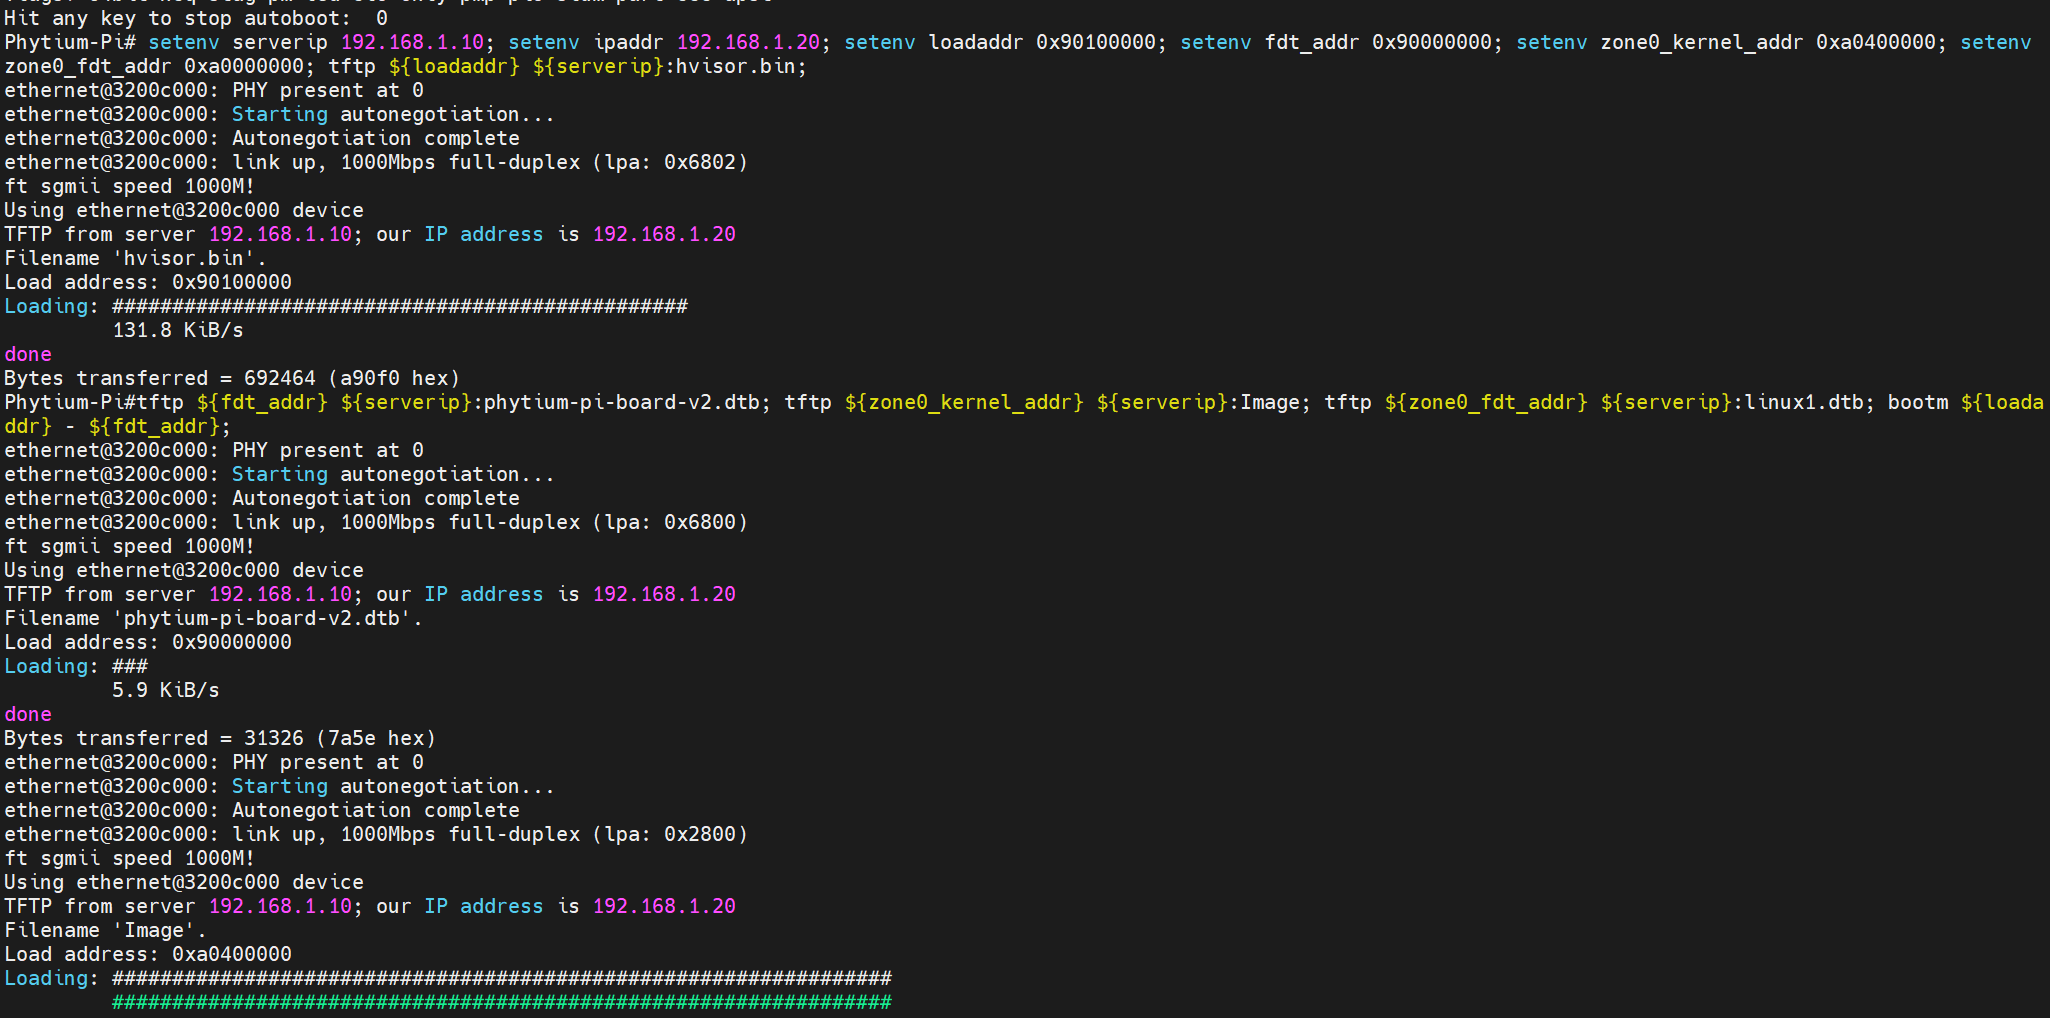 Hit any key to stop autoboot:  0
Phytium-Pi# setenv serverip 192.168.1.10; setenv ipaddr 192.168.1.20; setenv loadaddr 0x90100000; setenv fdt_addr 0x90000000; setenv zone0_kernel_addr 0xa0400000; setenv
zone0_fdt_addr 0xa0000000; tftp ${loadaddr} ${serverip}:hvisor.bin;
ethernet@3200c000: PHY present at 0
ethernet@3200c000: Starting autonegotiation...
ethernet@3200c000: Autonegotiation complete
ethernet@3200c000: link up, 1000Mbps full-duplex (lpa: 0x6802)
ft sgmii speed 1000M!
Using ethernet@3200c000 device
TFTP from server 192.168.1.10; our IP address is 192.168.1.20
Filename 'hvisor.bin'.
Load address: 0x90100000
Loading: ################################################
         131.8 KiB/s
done
Bytes transferred = 692464 (a90f0 hex)
Phytium-Pi#tftp ${fdt_addr} ${serverip}:phytium-pi-board-v2.dtb; tftp ${zone0_kernel_addr} ${serverip}:Image; tftp ${zone0_fdt_addr} ${serverip}:linux1.dtb; bootm ${loada
ddr} - ${fdt_addr};
ethernet@3200c000: PHY present at 0
ethernet@3200c000: Starting autonegotiation...
ethernet@3200c000: Autonegotiation complete
ethernet@3200c000: link up, 1000Mbps full-duplex (lpa: 0x6800)
ft sgmii speed 1000M!
Using ethernet@3200c000 device
TFTP from server 192.168.1.10; our IP address is 192.168.1.20
Filename 'phytium-pi-board-v2.dtb'.
Load address: 0x90000000
Loading: ###
         5.9 KiB/s
done
Bytes transferred = 31326 (7a5e hex)
ethernet@3200c000: PHY present at 0
ethernet@3200c000: Starting autonegotiation...
ethernet@3200c000: Autonegotiation complete
ethernet@3200c000: link up, 1000Mbps full-duplex (lpa: 0x2800)
ft sgmii speed 1000M!
Using ethernet@3200c000 device
TFTP from server 192.168.1.10; our IP address is 192.168.1.20
Filename 'Image'.
Load address: 0xa0400000
Loading: #################################################################
         #################################################################